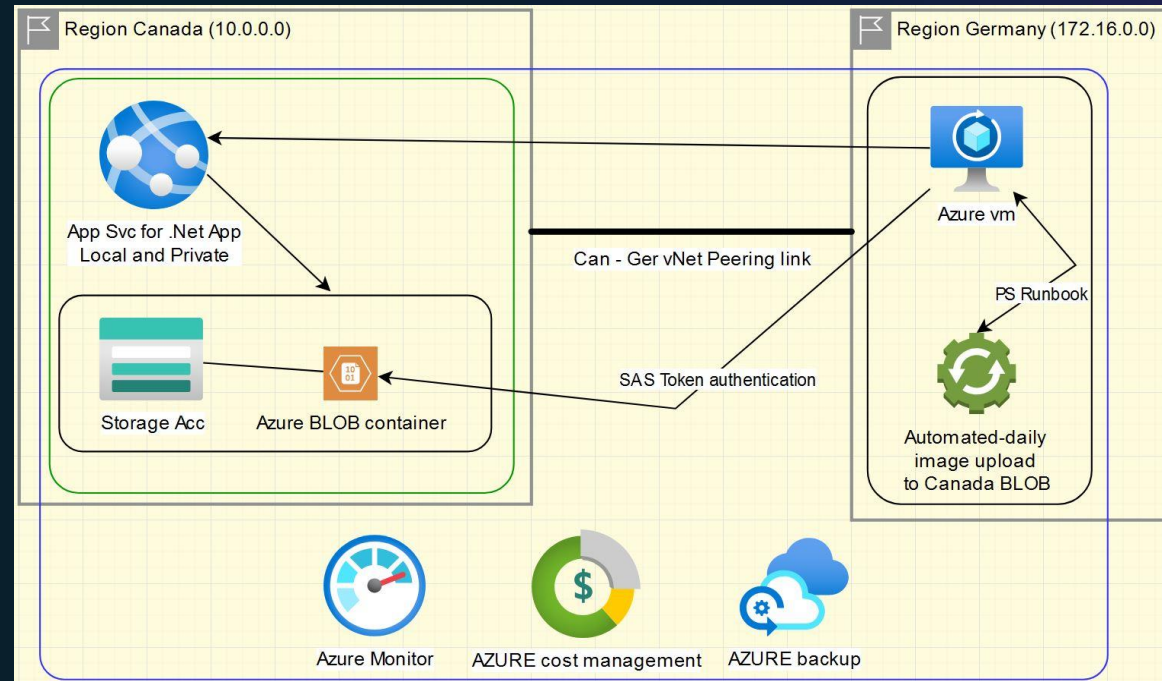 Region Canada (10.0.0.0)
Region Germany (172.16.0.0)
App Svc for .Net App
Local and Private
Azure vm
Can - Ger vNet Peering link
PS Runbook
SAS Token authentication
Storage Acc
Azure BLOB container
10
01
Automated-daily
image upload
to Canada BLOB
$
Azure Monitor
AZURE cost management
AZURE backup